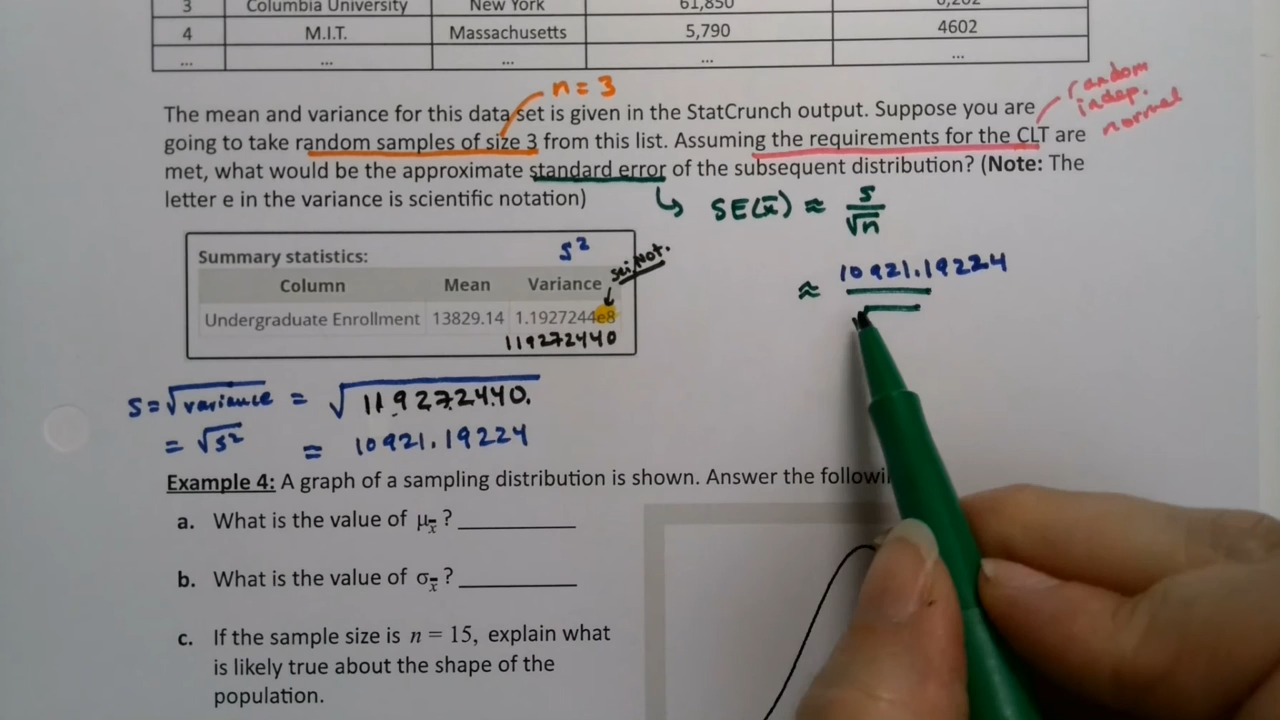 3 Columbia University New York 61,850 8,262
4 M.I.T. Massachusetts 5,790 4602
... ... ... ... ...
n = 3
random
indep.
normal
The mean and variance for this data set is given in the StatCrunch output. Suppose you are
going to take random samples of size 3 from this list. Assuming the requirements for the CLT are
met, what would be the approximate standard error of the subsequent distribution? (Note: The
letter e in the variance is scientific notation)
SE(x̄) ≈ s/√n
≈ 10921.19224
√
s²
sci. Not.
Summary statistics:
Column Mean Variance
Undergraduate Enrollment 13829.14 1.1927244e8
119272440
s = √variance = √119272440.
= √s² = 10921.19224
Example 4: A graph of a sampling distribution is shown. Answer the followi
a. What is the value of μx̄ ? ____________
b. What is the value of σx̄ ? ____________
c. If the sample size is n = 15, explain what
is likely true about the shape of the
population.